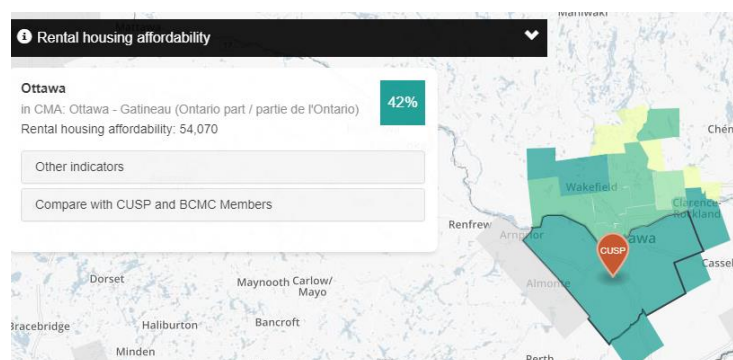 Maniwaki
Rental housing affordability
Ottawa
in CMA: Ottawa - Gatineau (Ontario part / partie de l'Ontario)
42%
Rental housing affordability: 54,070
Other indicators
Compare with CUSP and BCMC Members
Chén
Wakefield
Clarence-
Rockland
Renfrew
Arnprior
awa
CUSP
Cassel
Almonte
Dorset
Maynooth
Carlow/
Mayo
Bracebridge
Haliburton
Bancroft
Minden
Perth